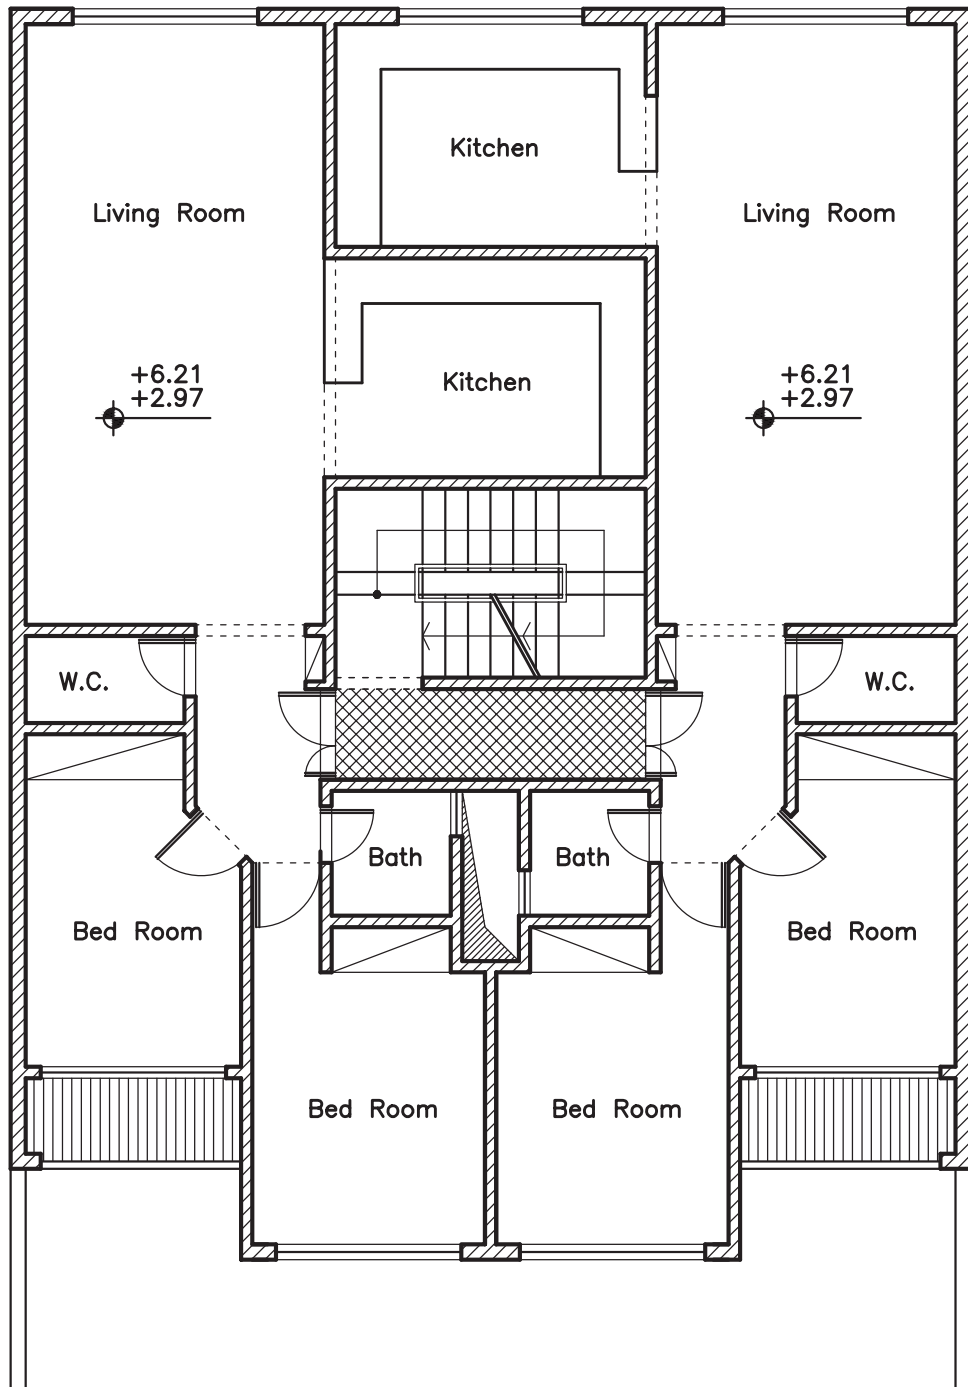 Kitchen
Living Room
Living Room
+6.21
+2.97
Kitchen
+6.21
+2.97
W.C.
W.C.
Bath
Bath
Bed Room
Bed Room
Bed Room
Bed Room